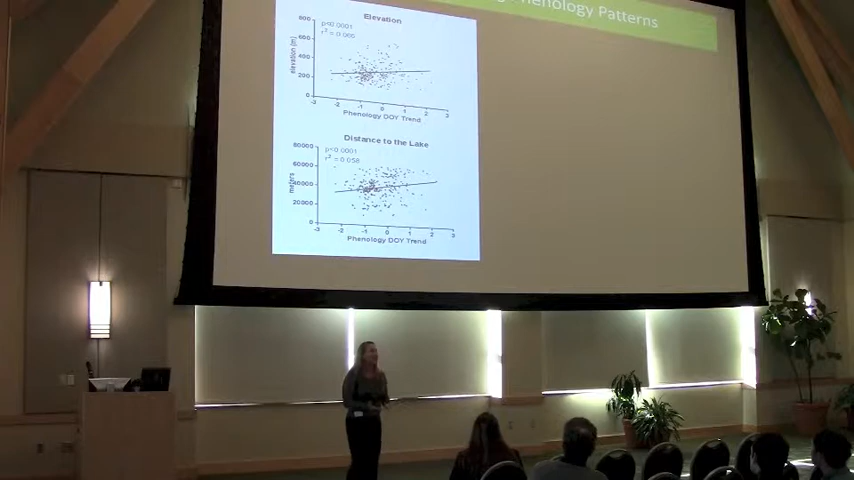 Phenology Patterns
Elevation
p<0.0001
r² = 0.005
elevation (m)
800
600
400
200
0
-3 -2 -1 0 1 2 3
Phenology DOY Trend
Distance to the Lake
p<0.0001
r² = 0.058
meters
80000
60000
40000
20000
0
-3 -2 -1 0 1 2 3
Phenology DOY Trend